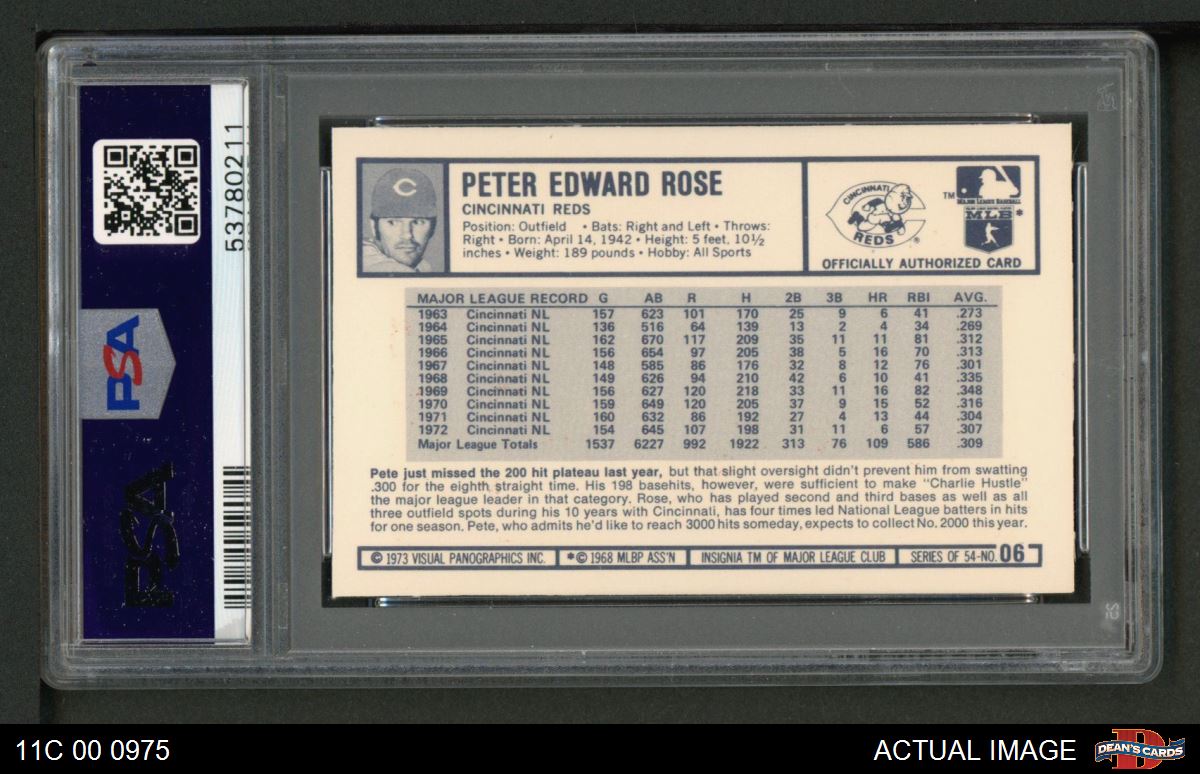 53780211
PSA
PSA
PETER EDWARD ROSE
CINCINNATI REDS
Position: Outfield • Bats: Right and Left • Throws:
Right • Born: April 14, 1942 • Height: 5 feet, 10½
inches • Weight: 189 pounds • Hobby: All Sports
C
CINCINNATI
REDS ®
TM
MAJOR LEAGUE BASEBALL
MLB *
OFFICIALLY AUTHORIZED CARD
MAJOR LEAGUE RECORD G AB R H 2B 3B HR RBI AVG.
1963 Cincinnati NL 157 623 101 170 25 9 6 41 .273
1964 Cincinnati NL 136 516 64 139 13 2 4 34 .269
1965 Cincinnati NL 162 670 117 209 35 11 11 81 .312
1966 Cincinnati NL 156 654 97 205 38 5 16 70 .313
1967 Cincinnati NL 148 585 86 176 32 8 12 76 .301
1968 Cincinnati NL 149 626 94 210 42 6 10 41 .335
1969 Cincinnati NL 156 627 120 218 33 11 16 82 .348
1970 Cincinnati NL 159 649 120 205 37 9 15 52 .316
1971 Cincinnati NL 160 632 86 192 27 4 13 44 .304
1972 Cincinnati NL 154 645 107 198 31 11 6 57 .307
Major League Totals 1537 6227 992 1922 313 76 109 586 .309
Pete just missed the 200 hit plateau last year, but that slight oversight didn't prevent him from swatting
.300 for the eighth straight time. His 198 basehits, however, were sufficient to make "Charlie Hustle"
the major league leader in that category. Rose, who has played second and third bases as well as all
three outfield spots during his 10 years with Cincinnati, has four times led National League batters in hits
for one season. Pete, who admits he'd like to reach 3000 hits someday, expects to collect No. 2000 this year.
© 1973 VISUAL PANOGRAPHICS INC. *© 1968 MLBP ASS'N INSIGNIA TM OF MAJOR LEAGUE CLUB SERIES OF 54-NO. 06
11C 00 0975
ACTUAL IMAGE
DEAN'S CARDS